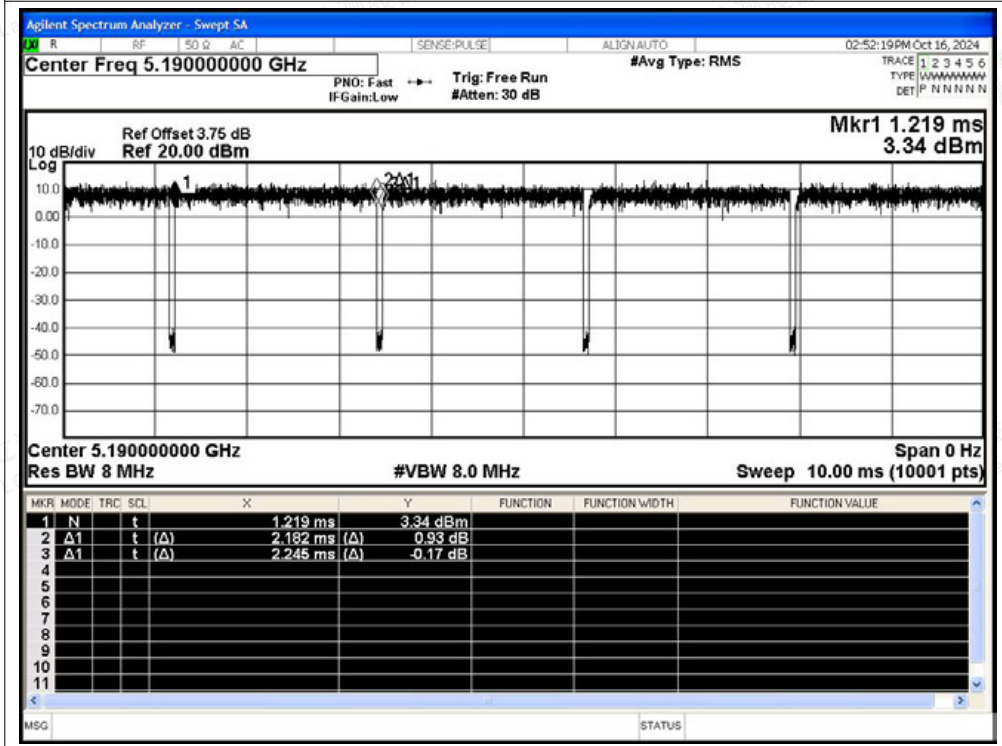 Agilent Spectrum Analyzer - Swept SA
R RF 50 Ω AC SENSE:PULSE ALIGN AUTO 02:52:19 PM Oct 16, 2024
Center Freq 5.190000000 GHz #Avg Type: RMS TRACE 1 2 3 4 5 6
PNO: Fast Trig: Free Run TYPE WWWWWW
IFGain:Low #Atten: 30 dB DET P N N N N N
Mkr1 1.219 ms
Ref Offset 3.75 dB
10 dB/div Ref 20.00 dBm 3.34 dBm
Log
10.0
0.00
-10.0
-20.0
-30.0
-40.0
-50.0
-60.0
-70.0
1 2Δ1
Center 5.190000000 GHz Span 0 Hz
Res BW 8 MHz #VBW 8.0 MHz Sweep 10.00 ms (10001 pts)
MKR MODE TRC SCL X Y FUNCTION FUNCTION WIDTH FUNCTION VALUE
1 N t 1.219 ms 3.34 dBm
2 Δ1 t (Δ) 2.182 ms (Δ) 0.93 dB
3 Δ1 t (Δ) 2.245 ms (Δ) -0.17 dB
4
5
6
7
8
9
10
11
MSG STATUS